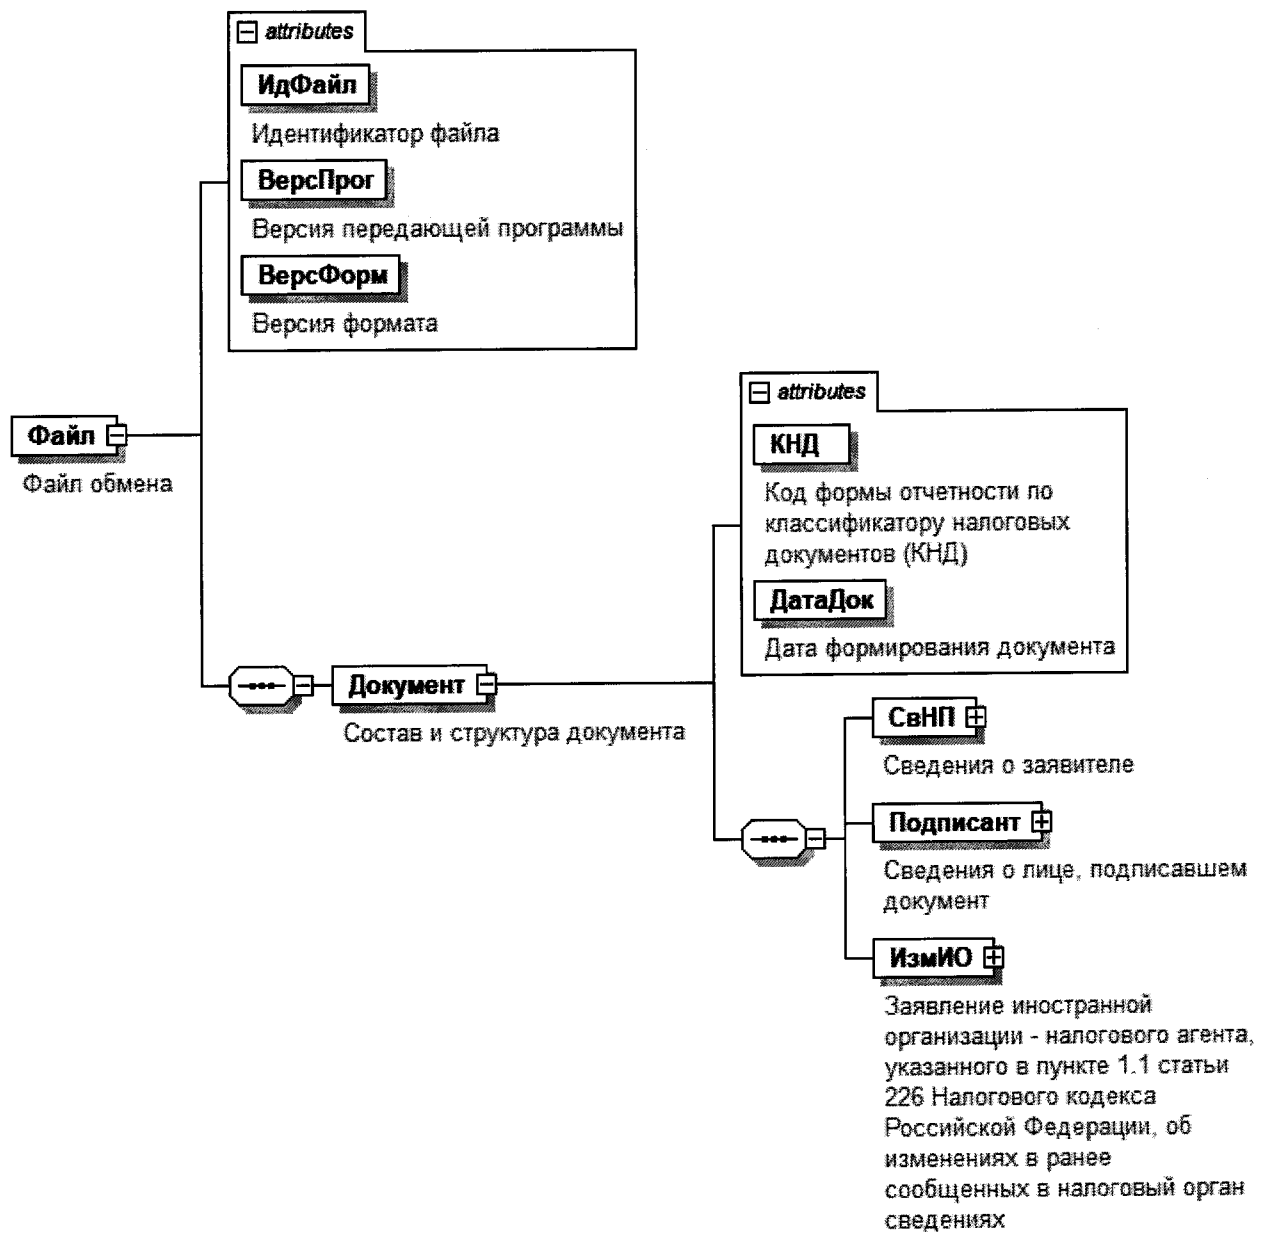 attributes
ИдФайл
Идентификатор файла
ВерсПрог
Версия передающей программы
ВерсФорм
Версия формата
Файл
Файл обмена
Документ
Состав и структура документа
attributes
КНД
Код формы отчетности по
классификатору налоговых
документов (КНД)
ДатаДок
Дата формирования документа
СвНП
Сведения о заявителе
Подписант
Сведения о лице, подписавшем
документ
ИзмИО
Заявление иностранной
организации - налогового агента,
указанного в пункте 1.1 статьи
226 Налогового кодекса
Российской Федерации, об
изменениях в ранее
сообщенных в налоговый орган
сведениях